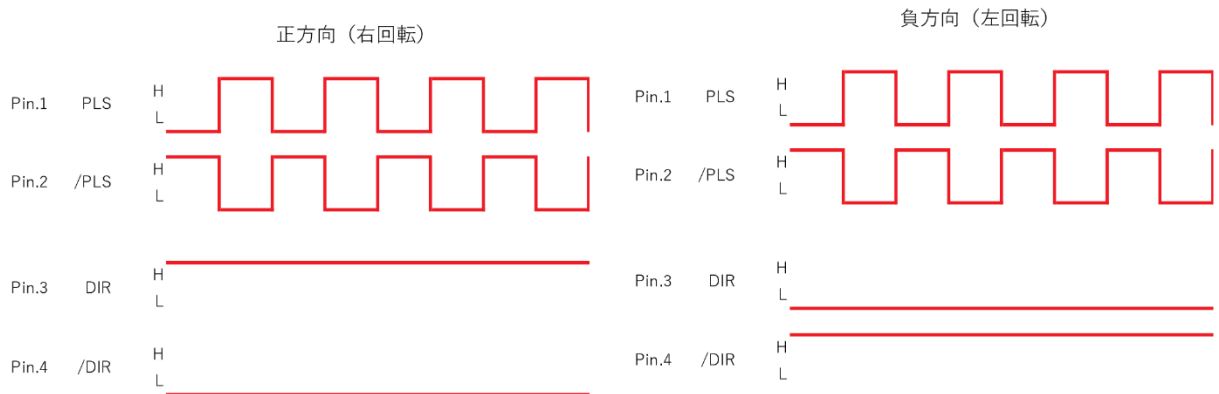 正方向（右回転）
Pin.1 PLS H
L
Pin.2 /PLS H
L
Pin.3 DIR H
L
Pin.4 /DIR H
L
負方向（左回転）
Pin.1 PLS H
L
Pin.2 /PLS H
L
Pin.3 DIR H
L
Pin.4 /DIR H
L